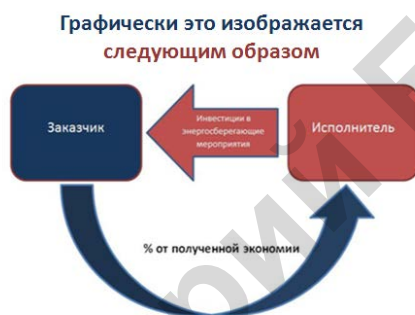 Графически это изображается
следующим образом
Заказчик
Инвестиции в
энергосберегающие
мероприятия
Исполнитель
% от полученной экономии